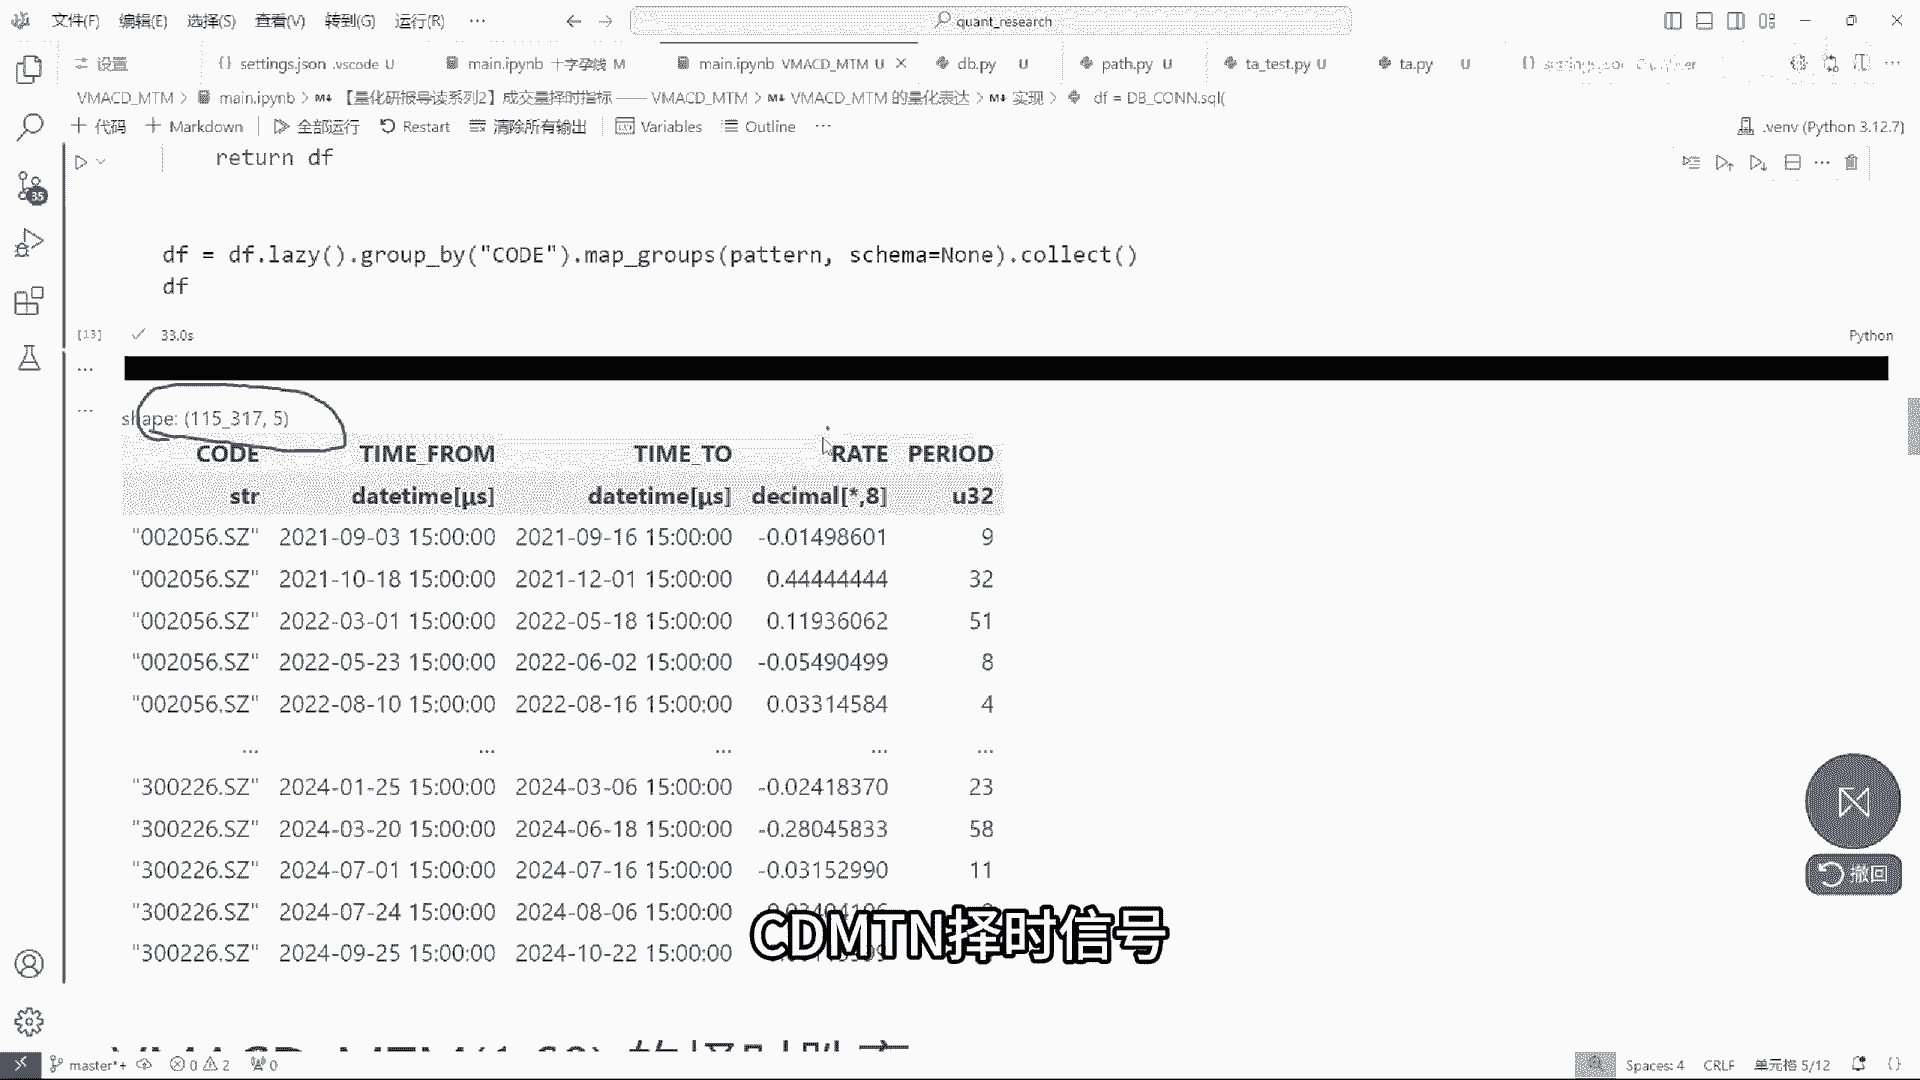 文件(F) 编辑(E) 选择(S) 查看(V) 转到(G) 运行(R) ··· quant_research
设置 settings.json .vscode U main.ipynb 十字孕线 M main.ipynb VMACD_MTM U db.py U path.py U ta_test.py U ta.py U
VMACD_MTM > main.ipynb > M↓ 【量化研报导读系列2】成交量择时指标 —— VMACD_MTM > M↓ VMACD_MTM 的量化表达 > M↓ 实现 > df = DB_CONN.sql(
+ 代码 + Markdown 全部运行 Restart 清除所有输出 Variables Outline ··· .venv (Python 3.12.7)
return df
df = df.lazy().group_by("CODE").map_groups(pattern, schema=None).collect()
df
[13] 33.0s Python
shape: (115_317, 5)
CODE TIME_FROM TIME_TO RATE PERIOD
str datetime[μs] datetime[μs] decimal[*,8] u32
"002056.SZ" 2021-09-03 15:00:00 2021-09-16 15:00:00 -0.01498601 9
"002056.SZ" 2021-10-18 15:00:00 2021-12-01 15:00:00 0.44444444 32
"002056.SZ" 2022-03-01 15:00:00 2022-05-18 15:00:00 0.11936062 51
"002056.SZ" 2022-05-23 15:00:00 2022-06-02 15:00:00 -0.05490499 8
"002056.SZ" 2022-08-10 15:00:00 2022-08-16 15:00:00 0.03314584 4
… … … … …
"300226.SZ" 2024-01-25 15:00:00 2024-03-06 15:00:00 -0.02418370 23
"300226.SZ" 2024-03-20 15:00:00 2024-06-18 15:00:00 -0.28045833 58
"300226.SZ" 2024-07-01 15:00:00 2024-07-16 15:00:00 -0.03152990 11
"300226.SZ" 2024-07-24 15:00:00 2024-08-06 15:00:00
"300226.SZ" 2024-09-25 15:00:00 2024-10-22 15:00:00
CDMTN择时信号
撤回
master*+ 0 2 0 Spaces: 4 CRLF 单元格 5/12